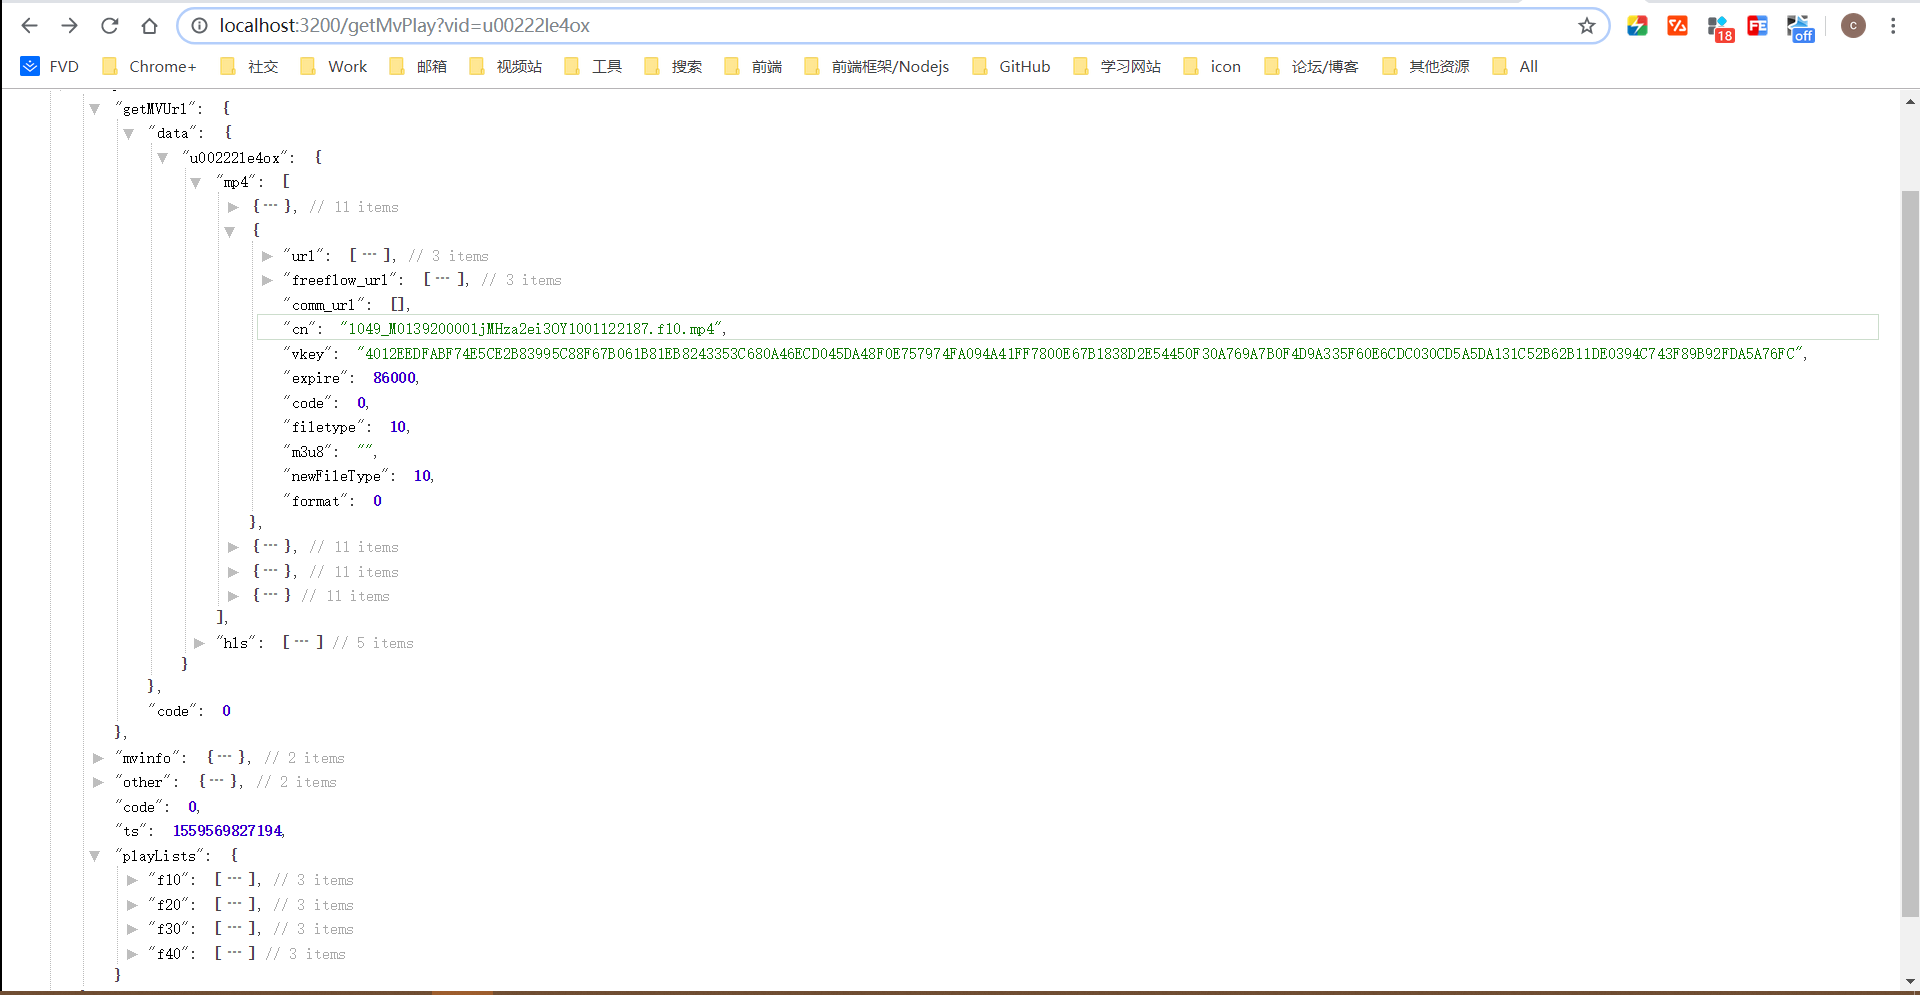 localhost:3200/getMvPlay?vid=u00222le4ox
18
FE
off
C
FVD Chrome+ 社交 Work 邮箱 视频站 工具 搜索 前端 前端框架/Nodejs GitHub 学习网站 icon 论坛/博客 其他资源 All
"getMVUrl": {
"data": {
"u00222le4ox": {
"mp4": [
{ ··· }, // 11 items
{
"url": [ ··· ], // 3 items
"freeflow_url": [ ··· ], // 3 items
"comm_url": [],
"cn": "1049_M0139200001jMHza2ei3OY1001122187.f10.mp4",
"vkey": "4012EEDFABF74E5CE2B83995C88F67B061B81EB8243353C680A46ECD045DA48F0E757974FA094A41FF7800E67B1838D2E54450F30A769A7B0F4D9A335F60E6CDC030CD5A5DA131C52B62B11DE0394C743F89B92FDA5A76FC",
"expire": 86000,
"code": 0,
"filetype": 10,
"m3u8": "",
"newFileType": 10,
"format": 0
},
{ ··· }, // 11 items
{ ··· }, // 11 items
{ ··· } // 11 items
],
"hls": [ ··· ] // 5 items
}
},
"code": 0
},
"mvinfo": { ··· }, // 2 items
"other": { ··· }, // 2 items
"code": 0,
"ts": 1559569827194,
"playLists": {
"f10": [ ··· ], // 3 items
"f20": [ ··· ], // 3 items
"f30": [ ··· ], // 3 items
"f40": [ ··· ] // 3 items
}